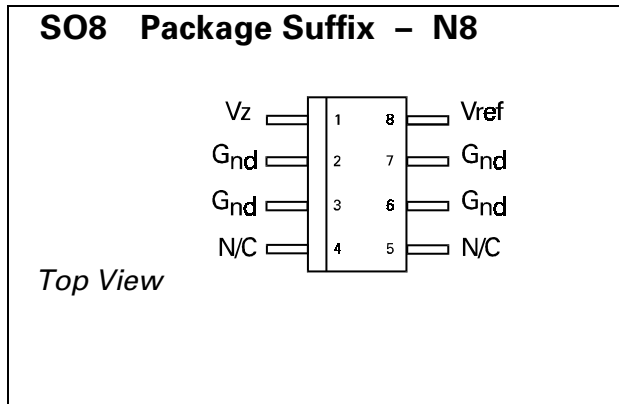 SO8 Package Suffix – N8
Vz 1 8 Vref
Gnd 2 7 Gnd
Gnd 3 6 Gnd
N/C 4 5 N/C
Top View